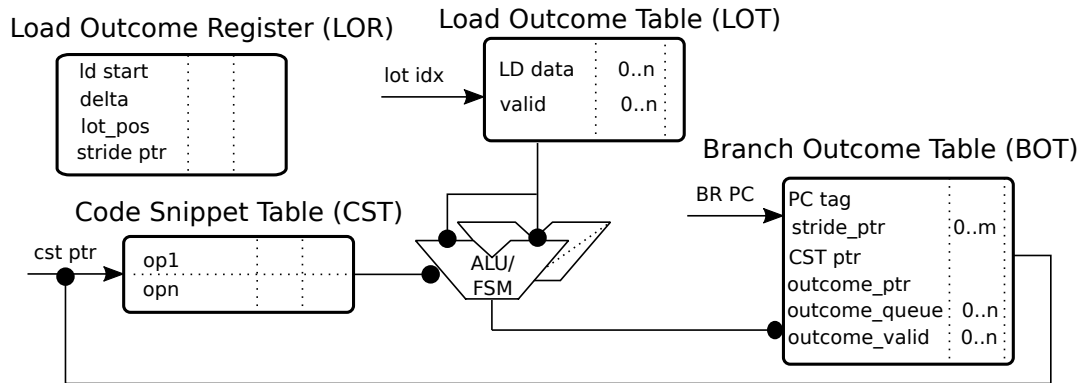 Load Outcome Register (LOR)
ld start
delta
lot_pos
stride ptr
Load Outcome Table (LOT)
lot idx
LD data 0..n
valid 0..n
Branch Outcome Table (BOT)
BR PC
PC tag
stride_ptr 0..m
CST ptr
outcome_ptr
outcome_queue 0..n
outcome_valid 0..n
Code Snippet Table (CST)
cst ptr
op1
opn
ALU/
FSM